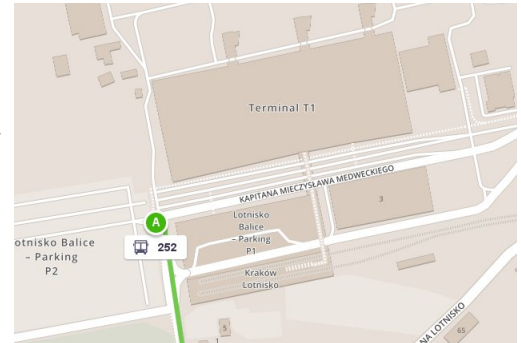 Terminal T1
KAPITANA MIECZYSŁAWA MEDWECKIEGO
A
252
Lotnisko
Balice
– Parking
P1
3
otnisko Balice
– Parking
P2
Kraków
Lotnisko
5
1
65
NA LOTNISKO